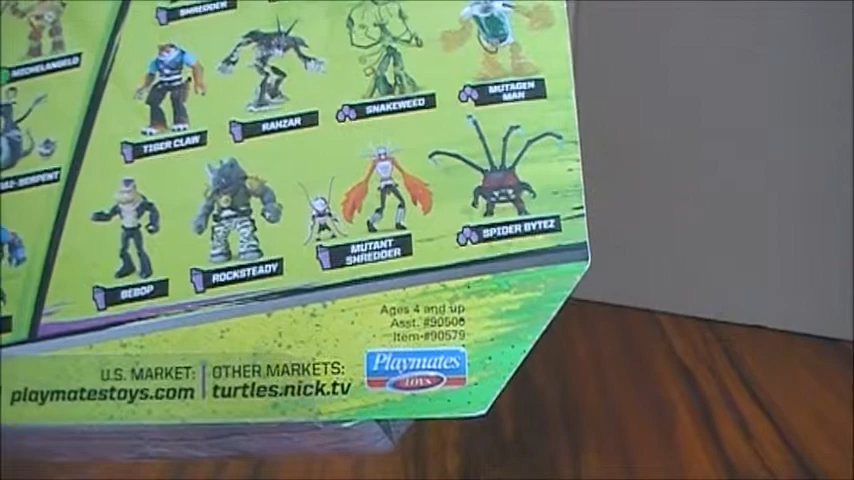 SHREDDER
MICHELANGELO
TIGER CLAW
RAHZAR
SNAKEWEED
MUTAGEN
MAN
-SERPENT
BEBOP
ROCKSTEADY
MUTANT
SHREDDER
SPIDER BYTEZ
Ages 4 and up
Asst. #90500
Item #90579
U.S. MARKET:
playmatestoys.com
OTHER MARKETS:
turtles.nick.tv
Playmates
TOYS